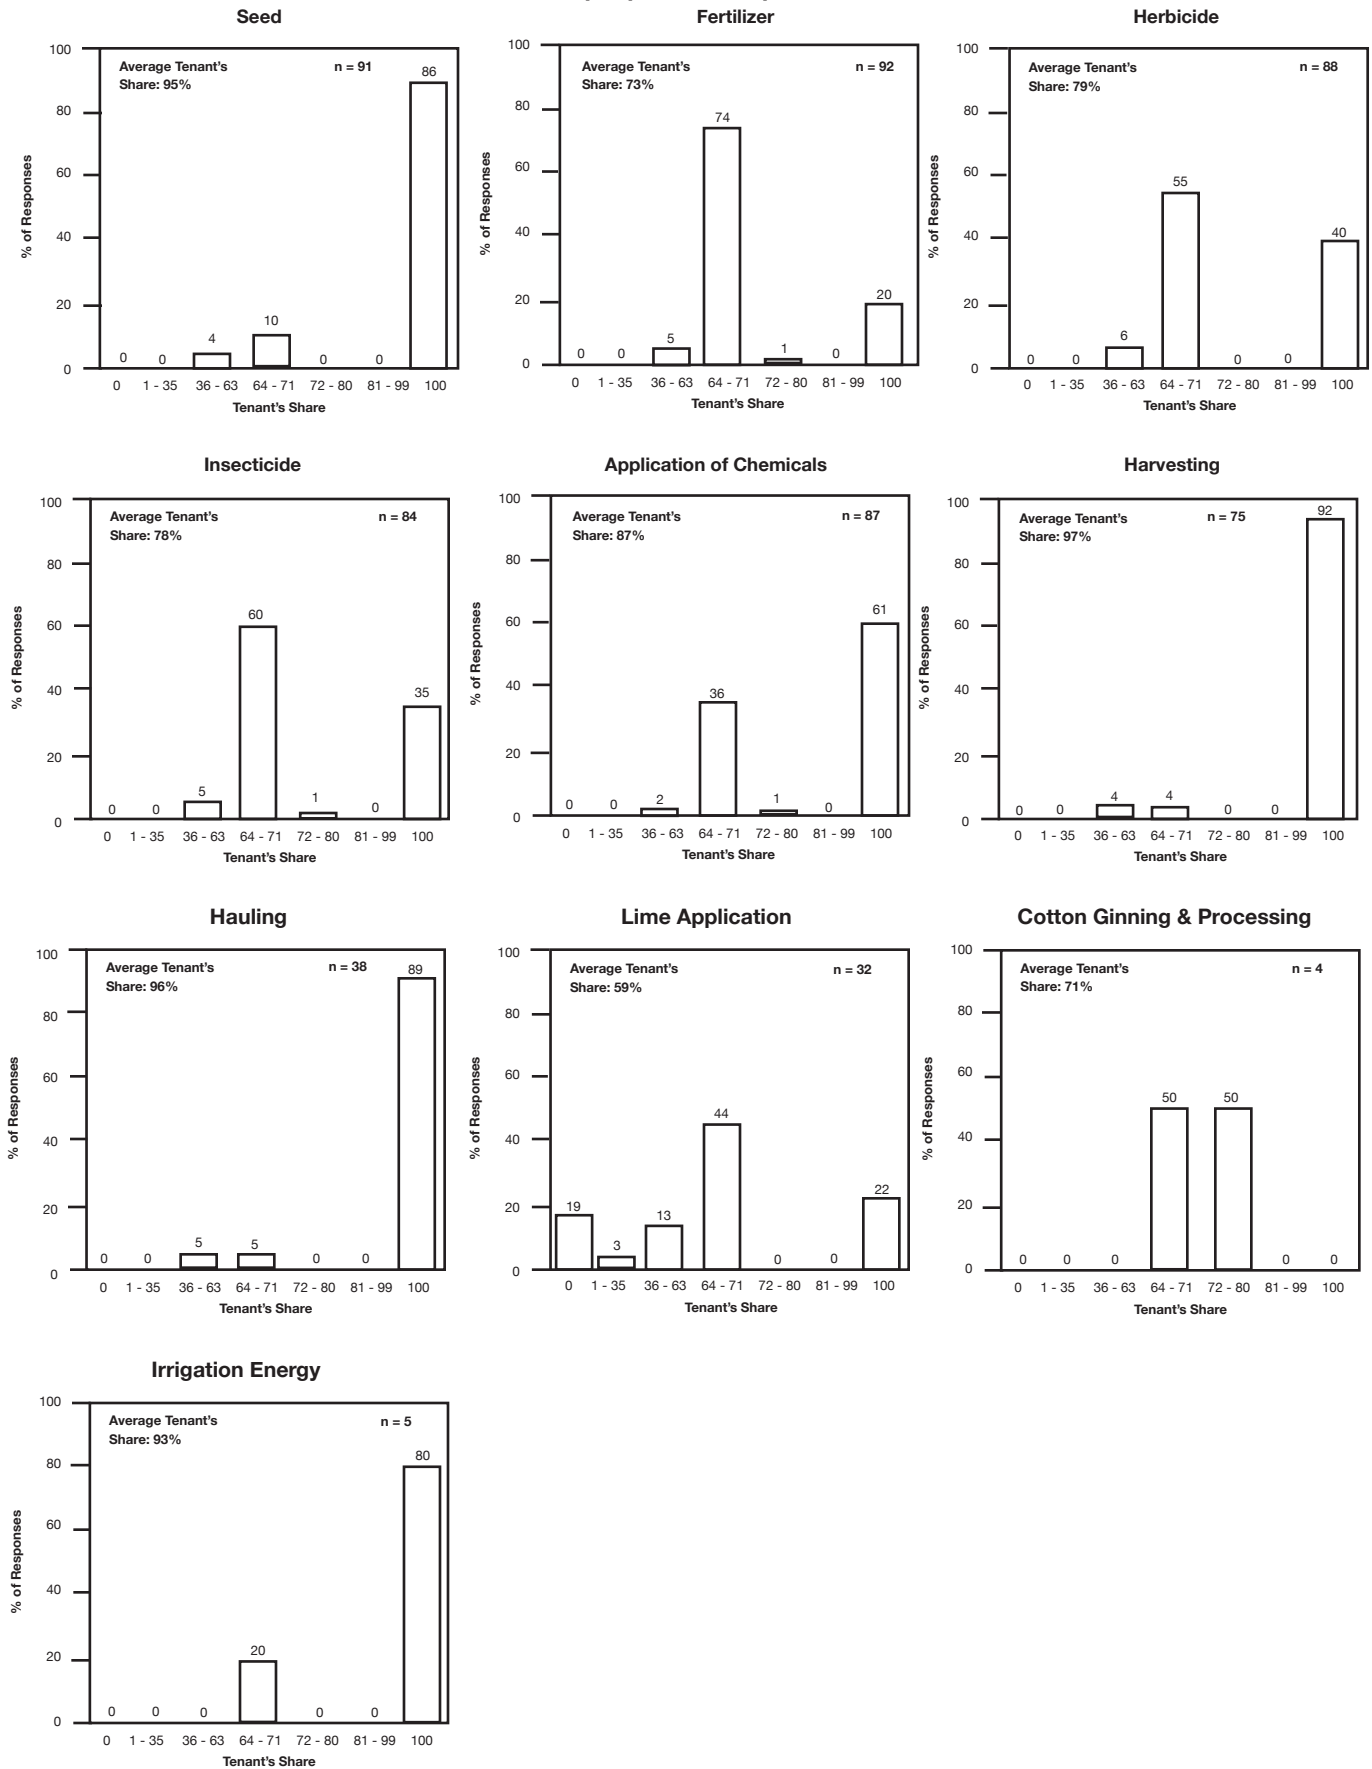 Seed
Average Tenant's
Share: 95%
n = 91
% of Responses
100
80
60
40
20
0
0
0
4
10
0
0
86
0
1 - 35
36 - 63
64 - 71
72 - 80
81 - 99
100
Tenant's Share
Fertilizer
Average Tenant's
Share: 73%
n = 92
% of Responses
100
80
60
40
20
0
0
0
5
74
1
0
20
0
1 - 35
36 - 63
64 - 71
72 - 80
81 - 99
100
Tenant's Share
Herbicide
Average Tenant's
Share: 79%
n = 88
% of Responses
100
80
60
40
20
0
0
0
6
55
0
0
40
0
1 - 35
36 - 63
64 - 71
72 - 80
81 - 99
100
Tenant's Share
Insecticide
Average Tenant's
Share: 78%
n = 84
% of Responses
100
80
60
40
20
0
0
0
5
60
1
0
35
0
1 - 35
36 - 63
64 - 71
72 - 80
81 - 99
100
Tenant's Share
Application of Chemicals
Average Tenant's
Share: 87%
n = 87
% of Responses
100
80
60
40
20
0
0
0
2
36
1
0
61
0
1 - 35
36 - 63
64 - 71
72 - 80
81 - 99
100
Tenant's Share
Harvesting
Average Tenant's
Share: 97%
n = 75
% of Responses
100
80
60
40
20
0
0
0
4
4
0
0
92
0
1 - 35
36 - 63
64 - 71
72 - 80
81 - 99
100
Tenant's Share
Hauling
Average Tenant's
Share: 96%
n = 38
% of Responses
100
80
60
40
20
0
0
0
5
5
0
0
89
0
1 - 35
36 - 63
64 - 71
72 - 80
81 - 99
100
Tenant's Share
Lime Application
Average Tenant's
Share: 59%
n = 32
% of Responses
100
80
60
40
20
0
19
3
13
44
0
0
22
0
1 - 35
36 - 63
64 - 71
72 - 80
81 - 99
100
Tenant's Share
Cotton Ginning & Processing
Average Tenant's
Share: 71%
n = 4
% of Responses
100
80
60
40
20
0
0
0
0
50
50
0
0
0
1 - 35
36 - 63
64 - 71
72 - 80
81 - 99
100
Tenant's Share
Irrigation Energy
Average Tenant's
Share: 93%
n = 5
% of Responses
100
80
60
40
20
0
0
0
0
20
0
0
80
0
1 - 35
36 - 63
64 - 71
72 - 80
81 - 99
100
Tenant's Share